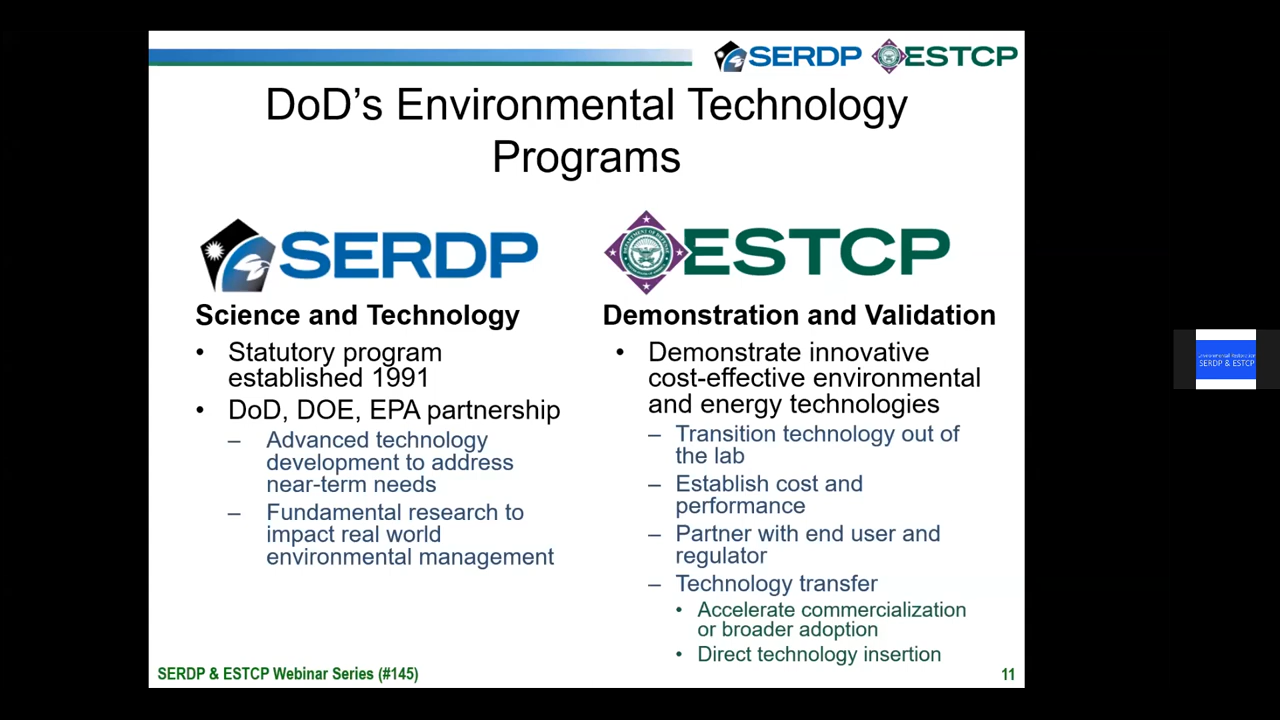 SERDP ESTCP
DoD's Environmental Technology
Programs
SERDP
Science and Technology
• Statutory program
established 1991
• DoD, DOE, EPA partnership
– Advanced technology
development to address
near-term needs
– Fundamental research to
impact real world
environmental management
ESTCP
Demonstration and Validation
• Demonstrate innovative
cost-effective environmental
and energy technologies
– Transition technology out of
the lab
– Establish cost and
performance
– Partner with end user and
regulator
– Technology transfer
• Accelerate commercialization
or broader adoption
• Direct technology insertion
SERDP & ESTCP Webinar Series (#145)
11
SERDP & ESTCP